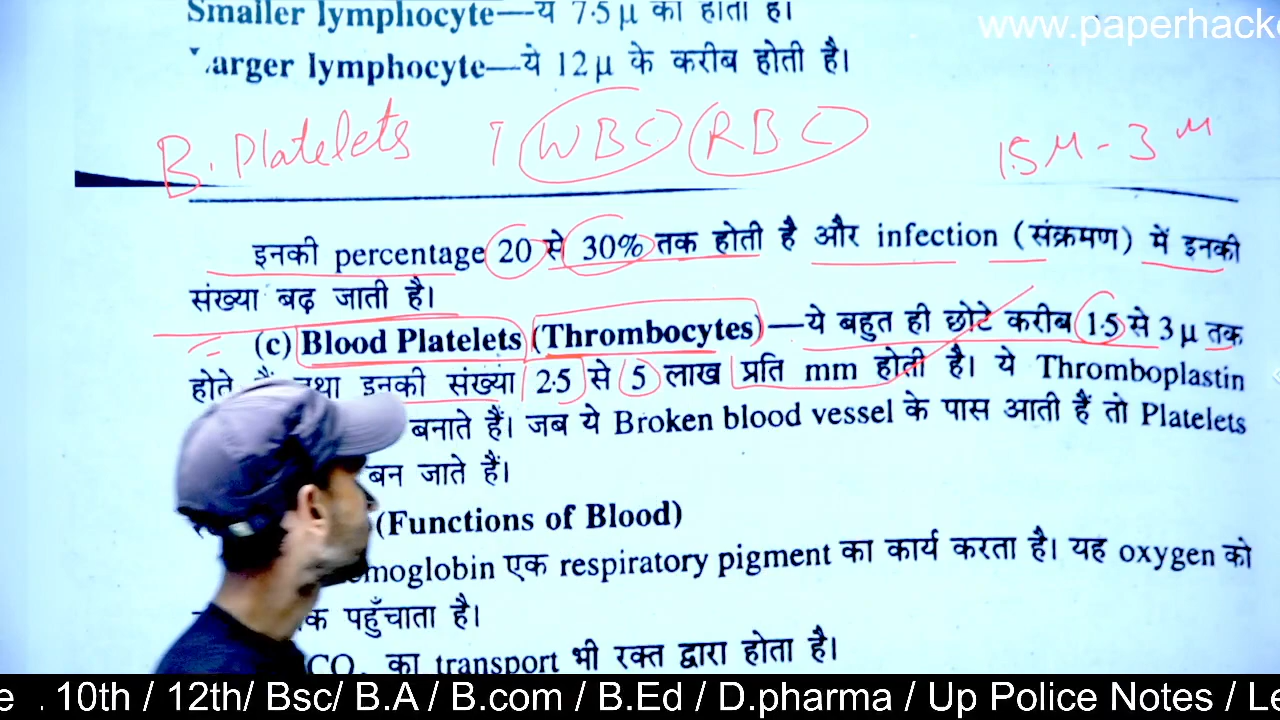 Smaller lymphocyte—ये 7·5 μ का होता है।
www.paperhacke
arger lymphocyte—ये 12 μ के करीब होती है।
B. Platelets WBC RBC 1.5 μ - 3 μ
इनकी percentage 20 से 30% तक होती है और infection (संक्रमण) में इनकी
संख्या बढ़ जाती है।
(c) Blood Platelets (Thrombocytes)—ये बहुत ही छोटे करीब 1·5 से 3 μ तक
होते तथा इनकी संख्या 2·5 से 5 लाख प्रति mm होती है। ये Thromboplastin
बनाते हैं। जब ये Broken blood vessel के पास आती हैं तो Platelets
बन जाते हैं।
(Functions of Blood)
moglobin एक respiratory pigment का कार्य करता है। यह oxygen को
क पहुँचाता है।
CO₂ का transport भी रक्त द्वारा होता है।
e . 10th / 12th/ Bsc/ B.A / B.com / B.Ed / D.pharma / Up Police Notes / Le